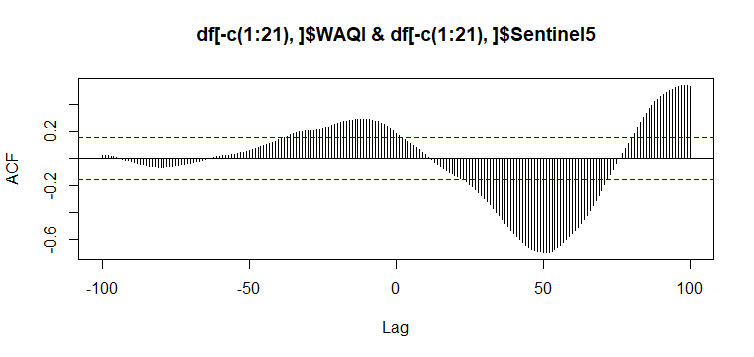 df[-c(1:21), ]$WAQI & df[-c(1:21), ]$Sentinel5
ACF
0.2
-0.2
-0.6
-100
-50
0
50
100
Lag